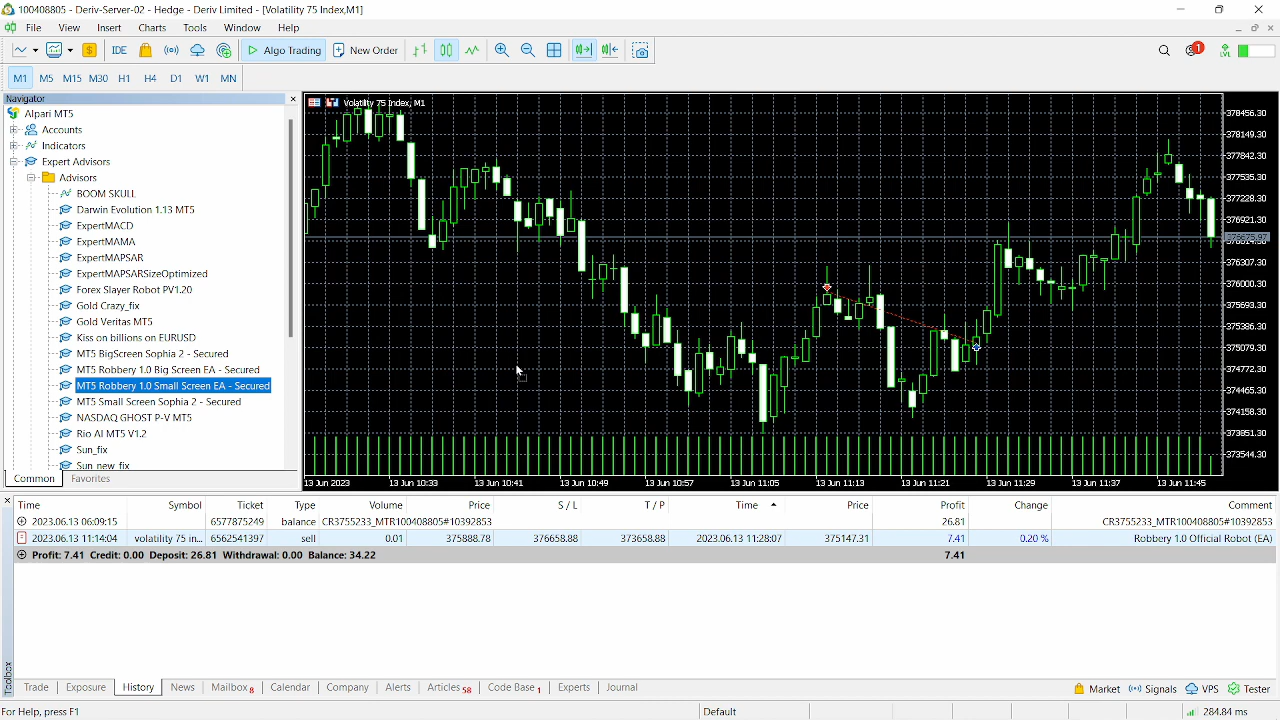 100408805 - Deriv-Server-02 - Hedge - Deriv Limited - [Volatility 75 Index,M1]
File View Insert Charts Tools Window Help
IDE Algo Trading New Order 1 LVL
M1 M5 M15 M30 H1 H4 D1 W1 MN
Navigator
Alpari MT5
Accounts
Indicators
Expert Advisors
Advisors
BOOM SKULL
Darwin Evolution 1.13 MT5
ExpertMACD
ExpertMAMA
ExpertMAPSAR
ExpertMAPSARSizeOptimized
Forex Slayer Robot PV1.20
Gold Crazy_fix
Gold Veritas MT5
Kiss on billions on EURUSD
MT5 BigScreen Sophia 2 - Secured
MT5 Robbery 1.0 Big Screen EA - Secured
MT5 Robbery 1.0 Small Screen EA - Secured
MT5 Small Screen Sophia 2 - Secured
NASDAQ GHOST P-V MT5
Rio AI MT5 V1.2
Sun_fix
Sun_new_fix
Common Favorites
Volatility 75 Index, M1
378456.30
378149.30
377842.30
377535.30
377228.30
376921.30
376307.30
376000.30
375693.30
375386.30
375079.30
374772.30
374465.30
374158.30
373851.30
373544.30
13 Jun 2023 13 Jun 10:33 13 Jun 10:41 13 Jun 10:49 13 Jun 10:57 13 Jun 11:05 13 Jun 11:13 13 Jun 11:21 13 Jun 11:29 13 Jun 11:37 13 Jun 11:45
Time Symbol Ticket Type Volume Price S / L T / P Time Price Profit Change Comment
2023.06.13 06:09:15 6577875249 balance CR3755233_MTR100408805#10392853 26.81 CR3755233_MTR100408805#10392853
2023.06.13 11:14:04 volatility 75 in... 6562541397 sell 0.01 375888.78 376658.88 373658.88 2023.06.13 11:28:07 375147.31 7.41 0.20 % Robbery 1.0 Official Robot (EA)
Profit: 7.41 Credit: 0.00 Deposit: 26.81 Withdrawal: 0.00 Balance: 34.22 7.41
Toolbox
Trade Exposure History News Mailbox 8 Calendar Company Alerts Articles 58 Code Base 1 Experts Journal Market Signals VPS Tester
For Help, press F1 Default 284.84 ms